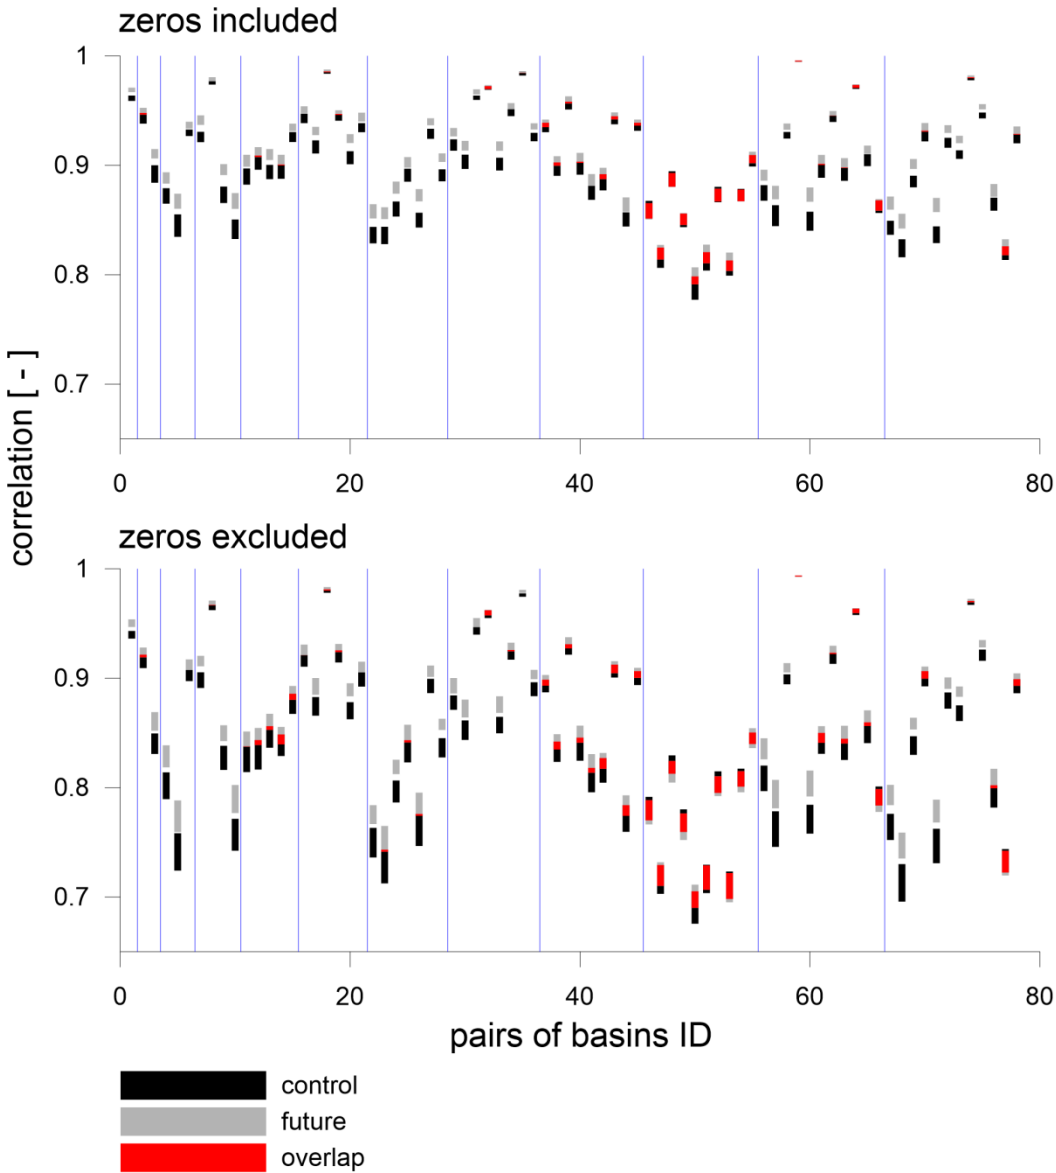 zeros included
1
0.9
0.8
0.7
0 20 40 60 80
correlation [ - ]
zeros excluded
1
0.9
0.8
0.7
0 20 40 60 80
pairs of basins ID
control
future
overlap